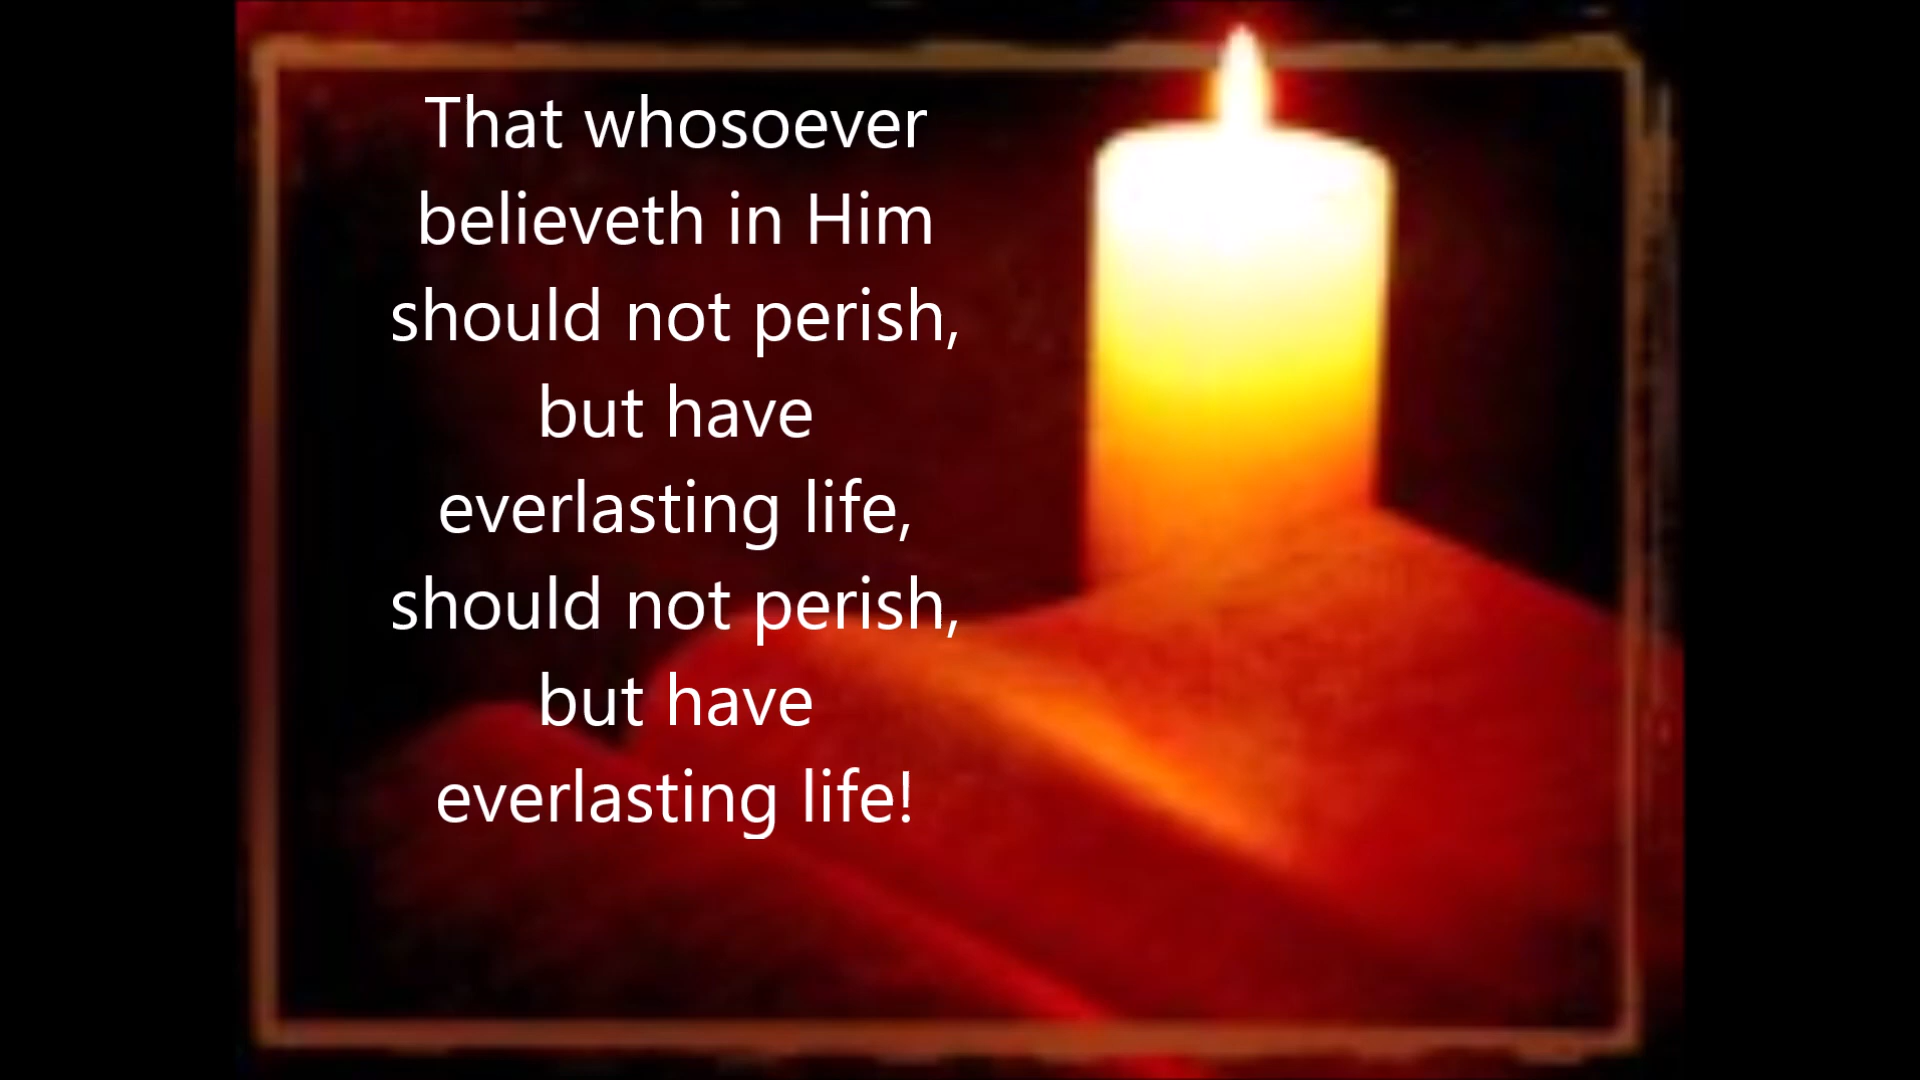 That whosoever
believeth in Him
should not perish,
but have
everlasting life,
should not perish,
but have
everlasting life!